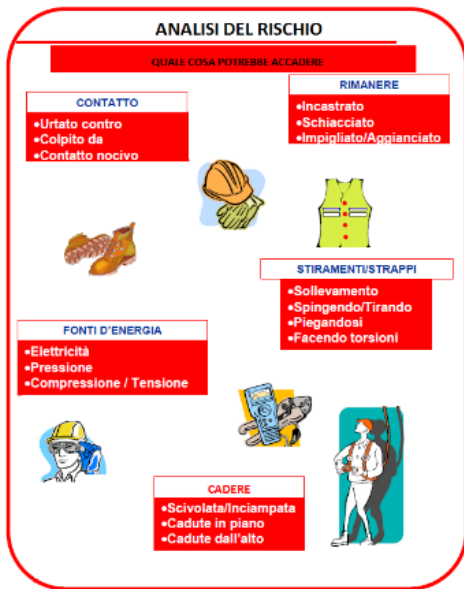 ANALISI DEL RISCHIO
QUALE COSA POTREBBE ACCADERE
CONTATTO
•Urtato contro
•Colpito da
•Contatto nocivo
RIMANERE
•Incastrato
•Schiacciato
•Impigliato/Aggianciato
STIRAMENTI/STRAPPI
•Sollevamento
•Spingendo/Tirando
•Piegandosi
•Facendo torsioni
FONTI D'ENERGIA
•Elettricità
•Pressione
•Compressione / Tensione
CADERE
•Scivolata/Inciampata
•Cadute in piano
•Cadute dall'alto